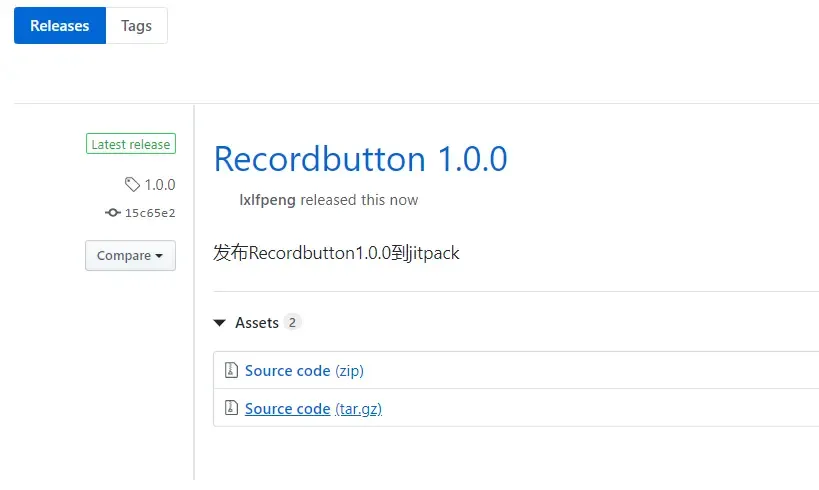 Releases Tags
Latest release
Recordbutton 1.0.0
1.0.0
lxlfpeng released this now
15c65e2
Compare
发布Recordbutton1.0.0到jitpack
Assets 2
Source code (zip)
Source code (tar.gz)